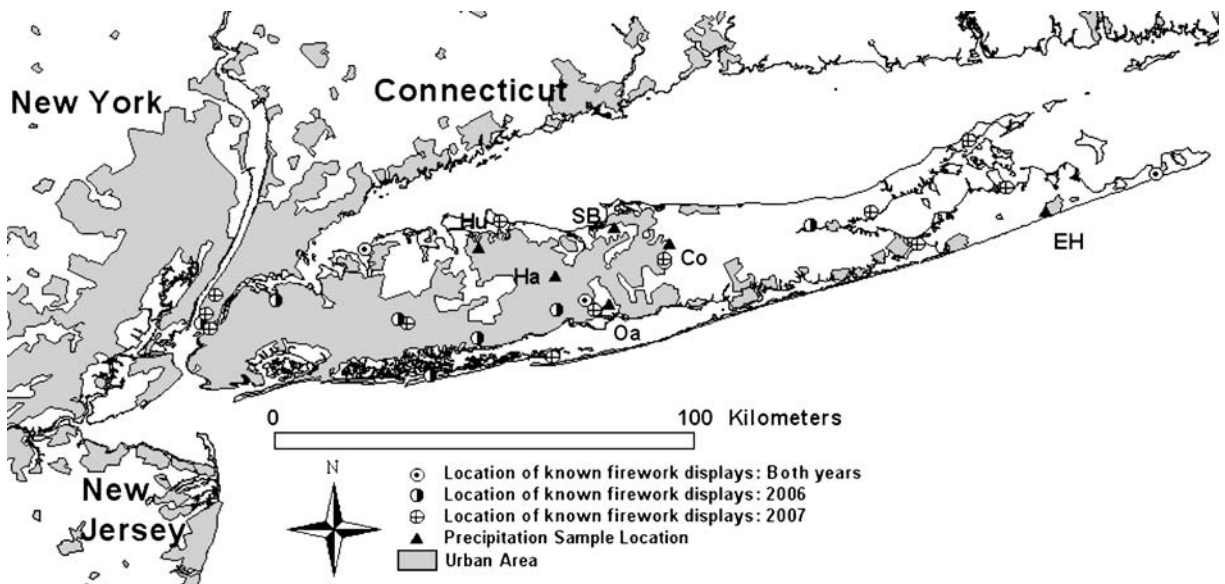 New York
Connecticut
Hu
SB
Ha
Co
EH
Oa
0
100 Kilometers
New
Jersey
N
Location of known firework displays: Both years
Location of known firework displays: 2006
Location of known firework displays: 2007
Precipitation Sample Location
Urban Area